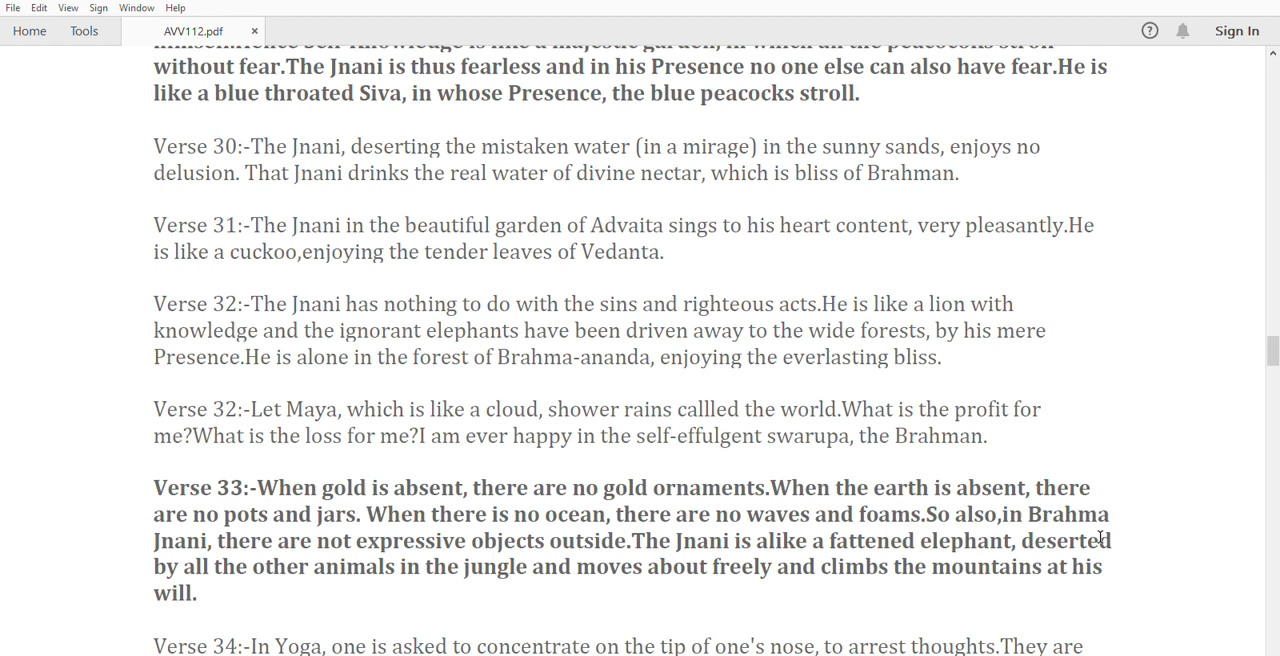 File Edit View Sign Window Help
Home Tools AVV112.pdf × ? Sign In
himself.Hence Self-Knowledge is like a majestic garden, in which all the peacocks stroll
without fear.The Jnani is thus fearless and in his Presence no one else can also have fear.He is
like a blue throated Siva, in whose Presence, the blue peacocks stroll.
Verse 30:-The Jnani, deserting the mistaken water (in a mirage) in the sunny sands, enjoys no
delusion. That Jnani drinks the real water of divine nectar, which is bliss of Brahman.
Verse 31:-The Jnani in the beautiful garden of Advaita sings to his heart content, very pleasantly.He
is like a cuckoo,enjoying the tender leaves of Vedanta.
Verse 32:-The Jnani has nothing to do with the sins and righteous acts.He is like a lion with
knowledge and the ignorant elephants have been driven away to the wide forests, by his mere
Presence.He is alone in the forest of Brahma-ananda, enjoying the everlasting bliss.
Verse 32:-Let Maya, which is like a cloud, shower rains callled the world.What is the profit for
me?What is the loss for me?I am ever happy in the self-effulgent swarupa, the Brahman.
Verse 33:-When gold is absent, there are no gold ornaments.When the earth is absent, there
are no pots and jars. When there is no ocean, there are no waves and foams.So also,in Brahma
Jnani, there are not expressive objects outside.The Jnani is alike a fattened elephant, deserted
by all the other animals in the jungle and moves about freely and climbs the mountains at his
will.
Verse 34:-In Yoga, one is asked to concentrate on the tip of one's nose, to arrest thoughts.They are